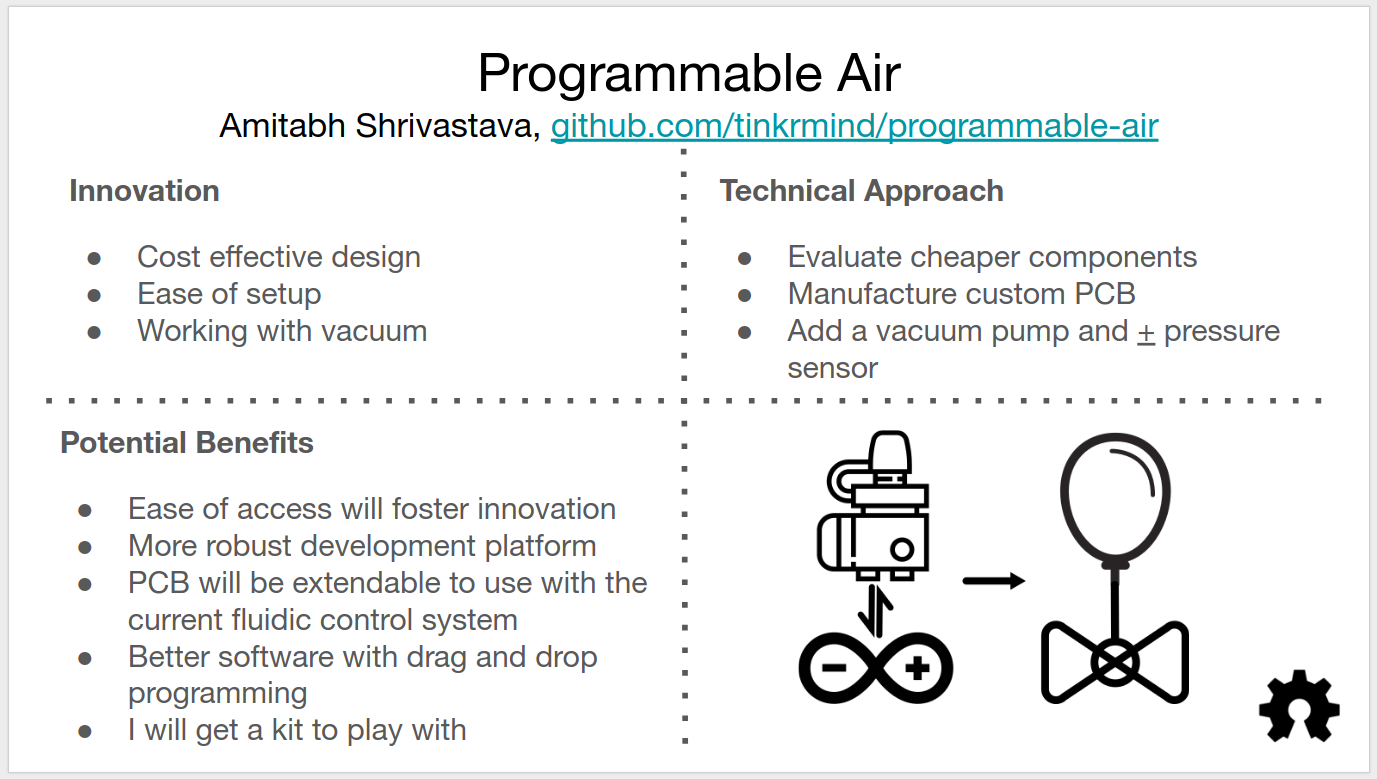 Programmable Air
Amitabh Shrivastava, github.com/tinkrmind/programmable-air
Innovation
● Cost effective design
● Ease of setup
● Working with vacuum
Technical Approach
● Evaluate cheaper components
● Manufacture custom PCB
● Add a vacuum pump and ± pressure
sensor
Potential Benefits
● Ease of access will foster innovation
● More robust development platform
● PCB will be extendable to use with the
current fluidic control system
● Better software with drag and drop
programming
● I will get a kit to play with